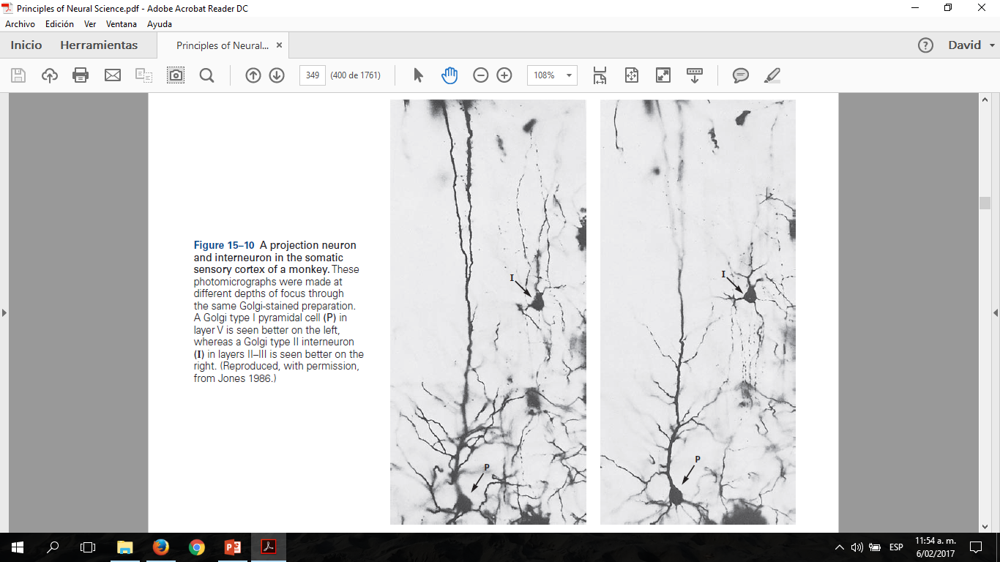 Principles of Neural Science.pdf - Adobe Acrobat Reader DC
Archivo Edición Ver Ventana Ayuda
Inicio Herramientas Principles of Neural... × ? David
349 (400 de 1761) 108%
Figure 15–10 A projection neuron
and interneuron in the somatic
sensory cortex of a monkey. These
photomicrographs were made at
different depths of focus through
the same Golgi-stained preparation.
A Golgi type I pyramidal cell (P) in
layer V is seen better on the left,
whereas a Golgi type II interneuron
(I) in layers II–III is seen better on the
right. (Reproduced, with permission,
from Jones 1986.)
I
P
I
P
ESP
11:54 a. m.
6/02/2017